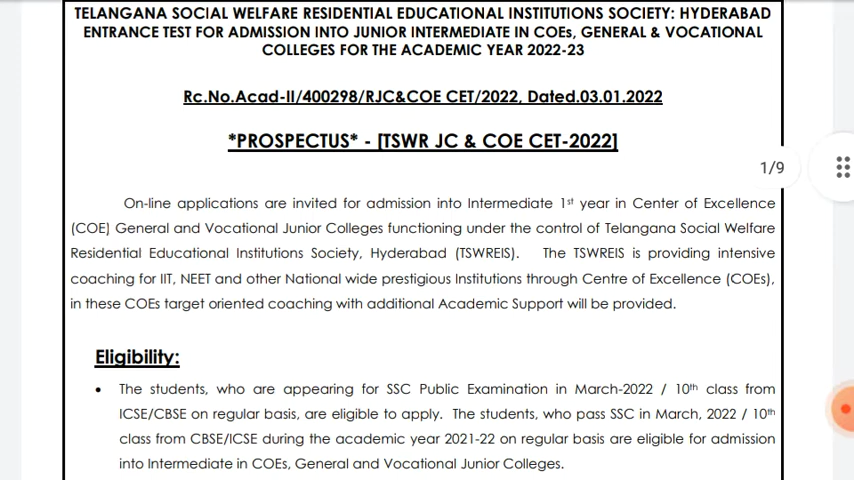 TELANGANA SOCIAL WELFARE RESIDENTIAL EDUCATIONAL INSTITUTIONS SOCIETY: HYDERABAD
ENTRANCE TEST FOR ADMISSION INTO JUNIOR INTERMEDIATE IN COEs, GENERAL & VOCATIONAL
COLLEGES FOR THE ACADEMIC YEAR 2022-23
Rc.No.Acad-II/400298/RJC&COE CET/2022, Dated.03.01.2022
*PROSPECTUS* - [TSWR JC & COE CET-2022]
1/9
On-line applications are invited for admission into Intermediate 1st year in Center of Excellence
(COE) General and Vocational Junior Colleges functioning under the control of Telangana Social Welfare
Residential Educational Institutions Society, Hyderabad (TSWREIS). The TSWREIS is providing intensive
coaching for IIT, NEET and other National wide prestigious Institutions through Centre of Excellence (COEs),
in these COEs target oriented coaching with additional Academic Support will be provided.
Eligibility:
• The students, who are appearing for SSC Public Examination in March-2022 / 10th class from
ICSE/CBSE on regular basis, are eligible to apply. The students, who pass SSC in March, 2022 / 10th
class from CBSE/ICSE during the academic year 2021-22 on regular basis are eligible for admission
into Intermediate in COEs, General and Vocational Junior Colleges.